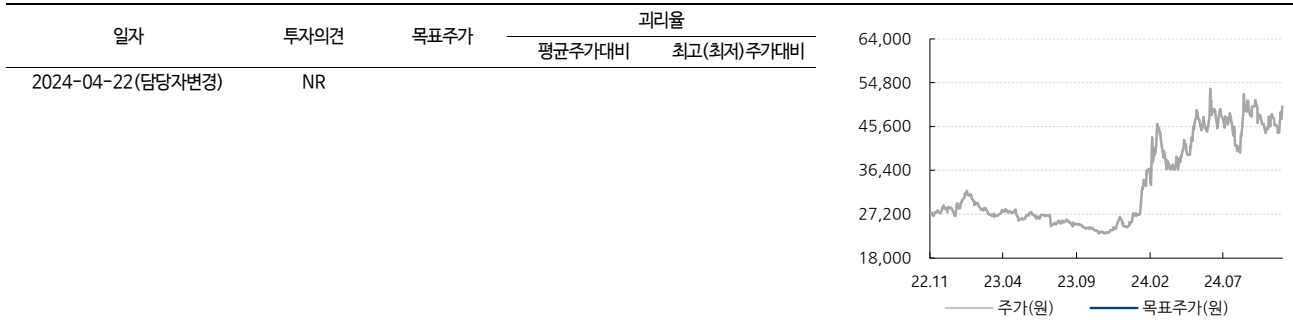 일자 투자의견 목표주가 괴리율
평균주가대비 최고(최저)주가대비
2024-04-22(담당자변경) NR
64,000
54,800
45,600
36,400
27,200
18,000
22.11 23.04 23.09 24.02 24.07
주가(원) 목표주가(원)